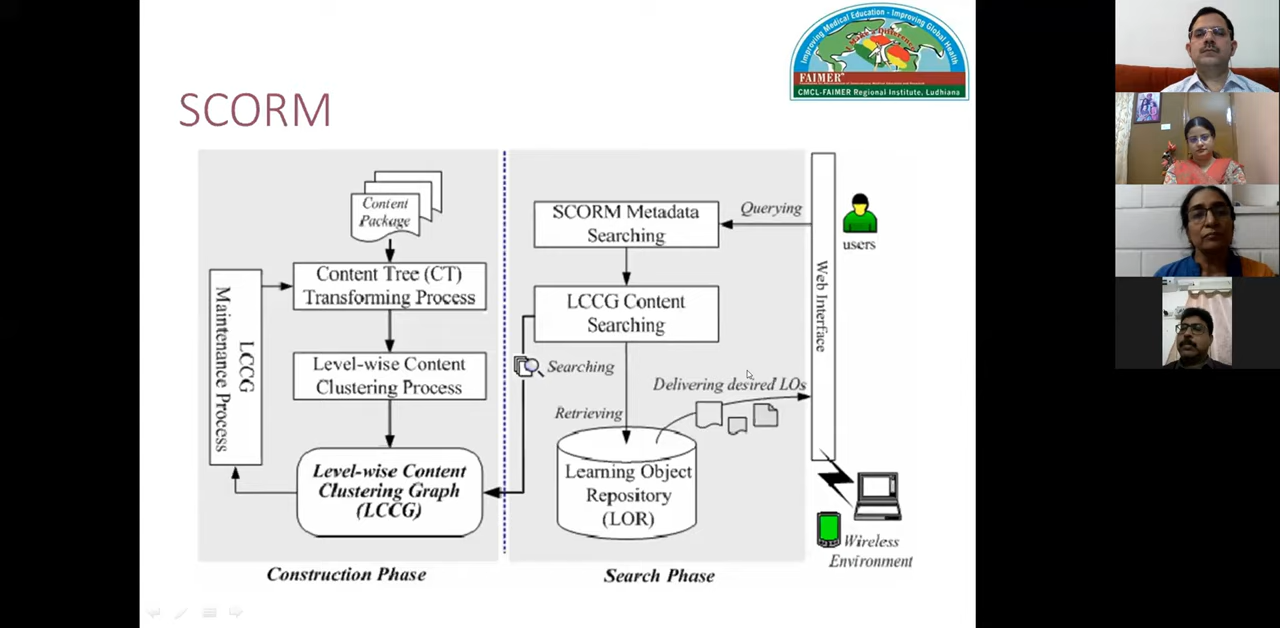 Improving Medical Education - Improving Global Health
FAIMER
CMCL-FAIMER Regional Institute, Ludhiana
SCORM
Content
Package
Content Tree (CT)
Transforming Process
Level-wise Content
Clustering Process
Level-wise Content
Clustering Graph
(LCCG)
LCCG
Maintenance Process
Construction Phase
SCORM Metadata
Searching
Querying
users
LCCG Content
Searching
Searching
Web Interface
Delivering desired LOs
Retrieving
Learning Object
Repository
(LOR)
Wireless
Environment
Search Phase